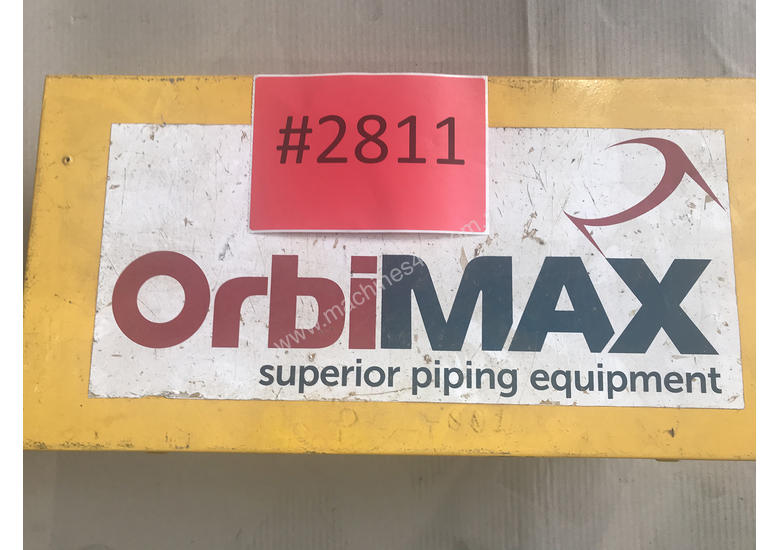 #2811
OrbiMAX
superior piping equipment